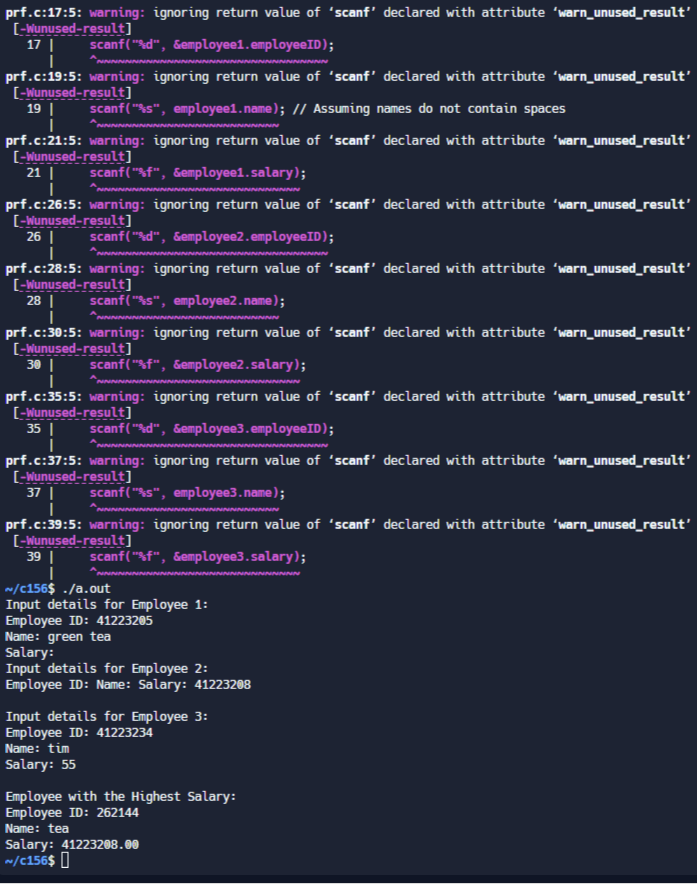 prf.c:17:5: warning: ignoring return value of ‘scanf’ declared with attribute ‘warn_unused_result’
[-Wunused-result]
17 |     scanf("%d", &employee1.employeeID);
|     ^~~~~~~~~~~~~~~~~~~~~~~~~~~~~~~~~~
prf.c:19:5: warning: ignoring return value of ‘scanf’ declared with attribute ‘warn_unused_result’
[-Wunused-result]
19 |     scanf("%s", employee1.name); // Assuming names do not contain spaces
|     ^~~~~~~~~~~~~~~~~~~~~~~~~~~
prf.c:21:5: warning: ignoring return value of ‘scanf’ declared with attribute ‘warn_unused_result’
[-Wunused-result]
21 |     scanf("%f", &employee1.salary);
|     ^~~~~~~~~~~~~~~~~~~~~~~~~~~~~~
prf.c:26:5: warning: ignoring return value of ‘scanf’ declared with attribute ‘warn_unused_result’
[-Wunused-result]
26 |     scanf("%d", &employee2.employeeID);
|     ^~~~~~~~~~~~~~~~~~~~~~~~~~~~~~~~~~
prf.c:28:5: warning: ignoring return value of ‘scanf’ declared with attribute ‘warn_unused_result’
[-Wunused-result]
28 |     scanf("%s", employee2.name);
|     ^~~~~~~~~~~~~~~~~~~~~~~~~~~
prf.c:30:5: warning: ignoring return value of ‘scanf’ declared with attribute ‘warn_unused_result’
[-Wunused-result]
30 |     scanf("%f", &employee2.salary);
|     ^~~~~~~~~~~~~~~~~~~~~~~~~~~~~~
prf.c:35:5: warning: ignoring return value of ‘scanf’ declared with attribute ‘warn_unused_result’
[-Wunused-result]
35 |     scanf("%d", &employee3.employeeID);
|     ^~~~~~~~~~~~~~~~~~~~~~~~~~~~~~~~~~
prf.c:37:5: warning: ignoring return value of ‘scanf’ declared with attribute ‘warn_unused_result’
[-Wunused-result]
37 |     scanf("%s", employee3.name);
|     ^~~~~~~~~~~~~~~~~~~~~~~~~~~
prf.c:39:5: warning: ignoring return value of ‘scanf’ declared with attribute ‘warn_unused_result’
[-Wunused-result]
39 |     scanf("%f", &employee3.salary);
|     ^~~~~~~~~~~~~~~~~~~~~~~~~~~~~~
~/c156$ ./a.out
Input details for Employee 1:
Employee ID: 41223205
Name: green tea
Salary:
Input details for Employee 2:
Employee ID: Name: Salary: 41223208
Input details for Employee 3:
Employee ID: 41223234
Name: tim
Salary: 55
Employee with the Highest Salary:
Employee ID: 262144
Name: tea
Salary: 41223208.00
~/c156$